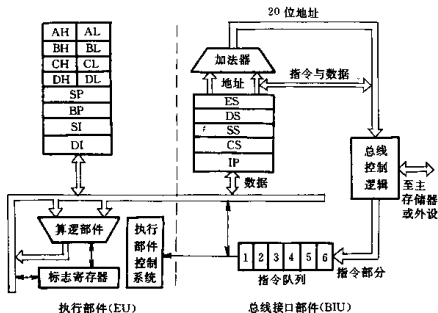 20 位地址
AH AL
BH BL
CH CL
DH DL
SP
BP
SI
DI
加法器
地址
指令与数据
ES
DS
SS
CS
IP
数据
总线
控制
逻辑
至主
存储器
或外设
算逻部件
标志寄存器
执行
部件
控制
系统
1 2 3 4 5 6
指令队列
指令部分
执行部件(EU)
总线接口部件(BIU)